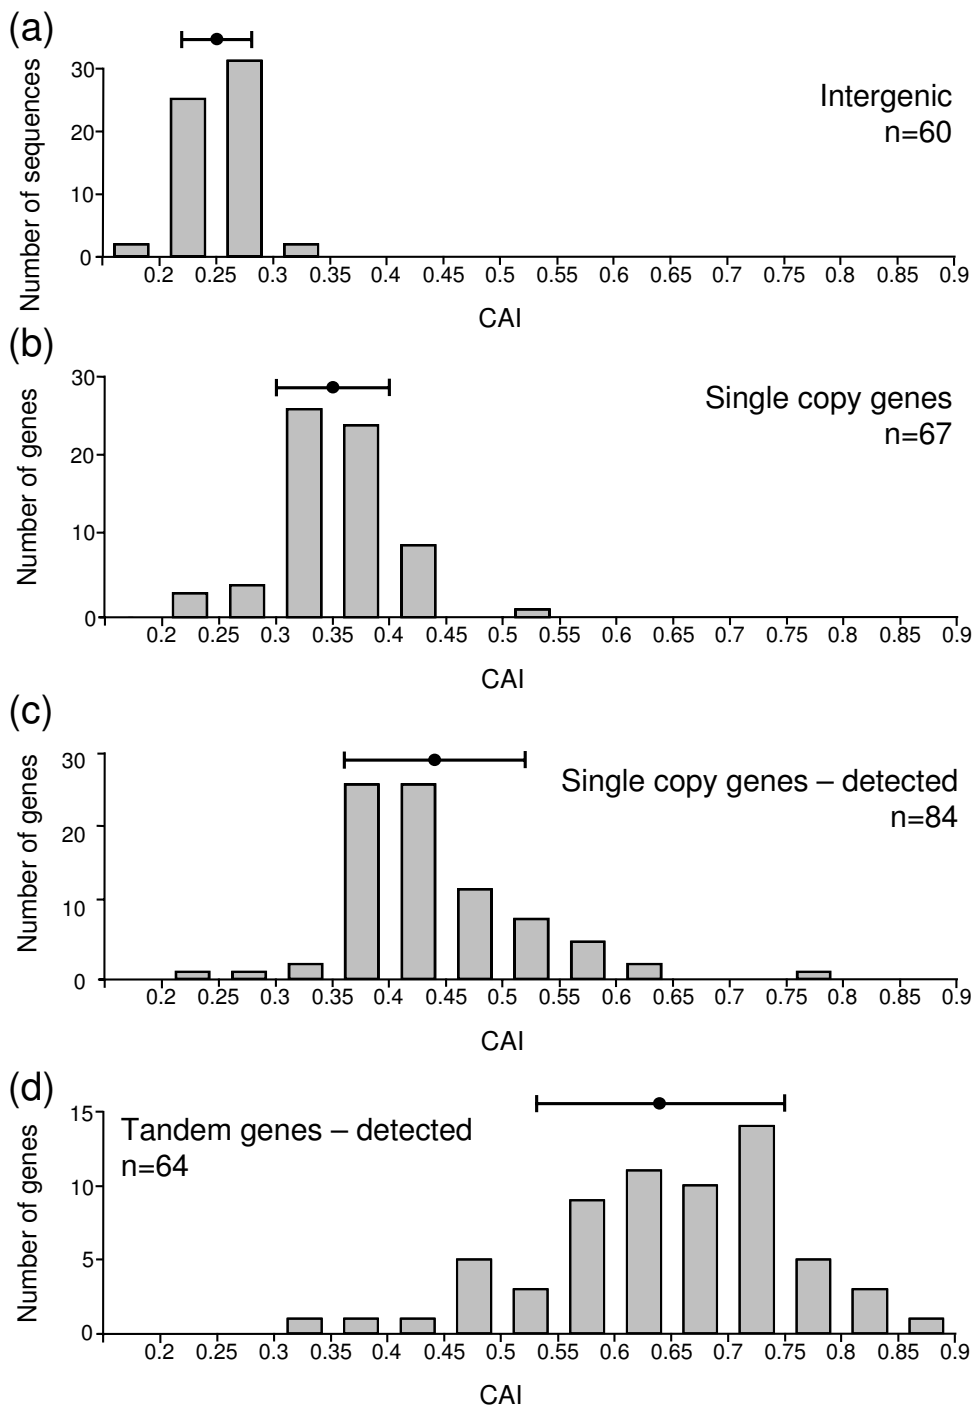 (a)
Number of sequences
30
20
10
0
Intergenic
n=60
0.2 0.25 0.3 0.35 0.4 0.45 0.5 0.55 0.6 0.65 0.7 0.75 0.8 0.85 0.9
CAI
(b)
Number of genes
30
20
10
0
Single copy genes
n=67
0.2 0.25 0.3 0.35 0.4 0.45 0.5 0.55 0.6 0.65 0.7 0.75 0.8 0.85 0.9
CAI
(c)
Number of genes
30
20
10
0
Single copy genes – detected
n=84
0.2 0.25 0.3 0.35 0.4 0.45 0.5 0.55 0.6 0.65 0.7 0.75 0.8 0.85 0.9
CAI
(d)
Number of genes
15
10
5
0
Tandem genes – detected
n=64
0.2 0.25 0.3 0.35 0.4 0.45 0.5 0.55 0.6 0.65 0.7 0.75 0.8 0.85 0.9
CAI